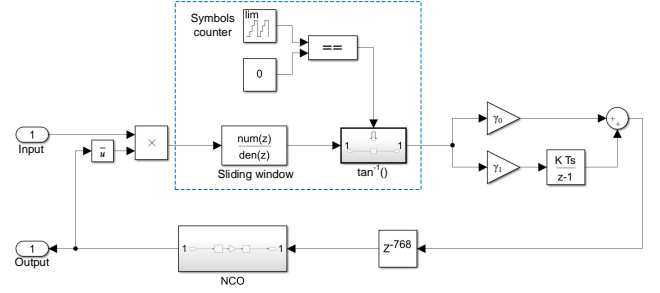 Symbols
counter
lim
==
0
1
Input
u
×
num(z)
den(z)
Sliding window
1
1
tan⁻¹()
γ₀
γ₁
K Ts
z-1
+
+
1
Output
1
1
NCO
Z⁻⁷⁶⁸